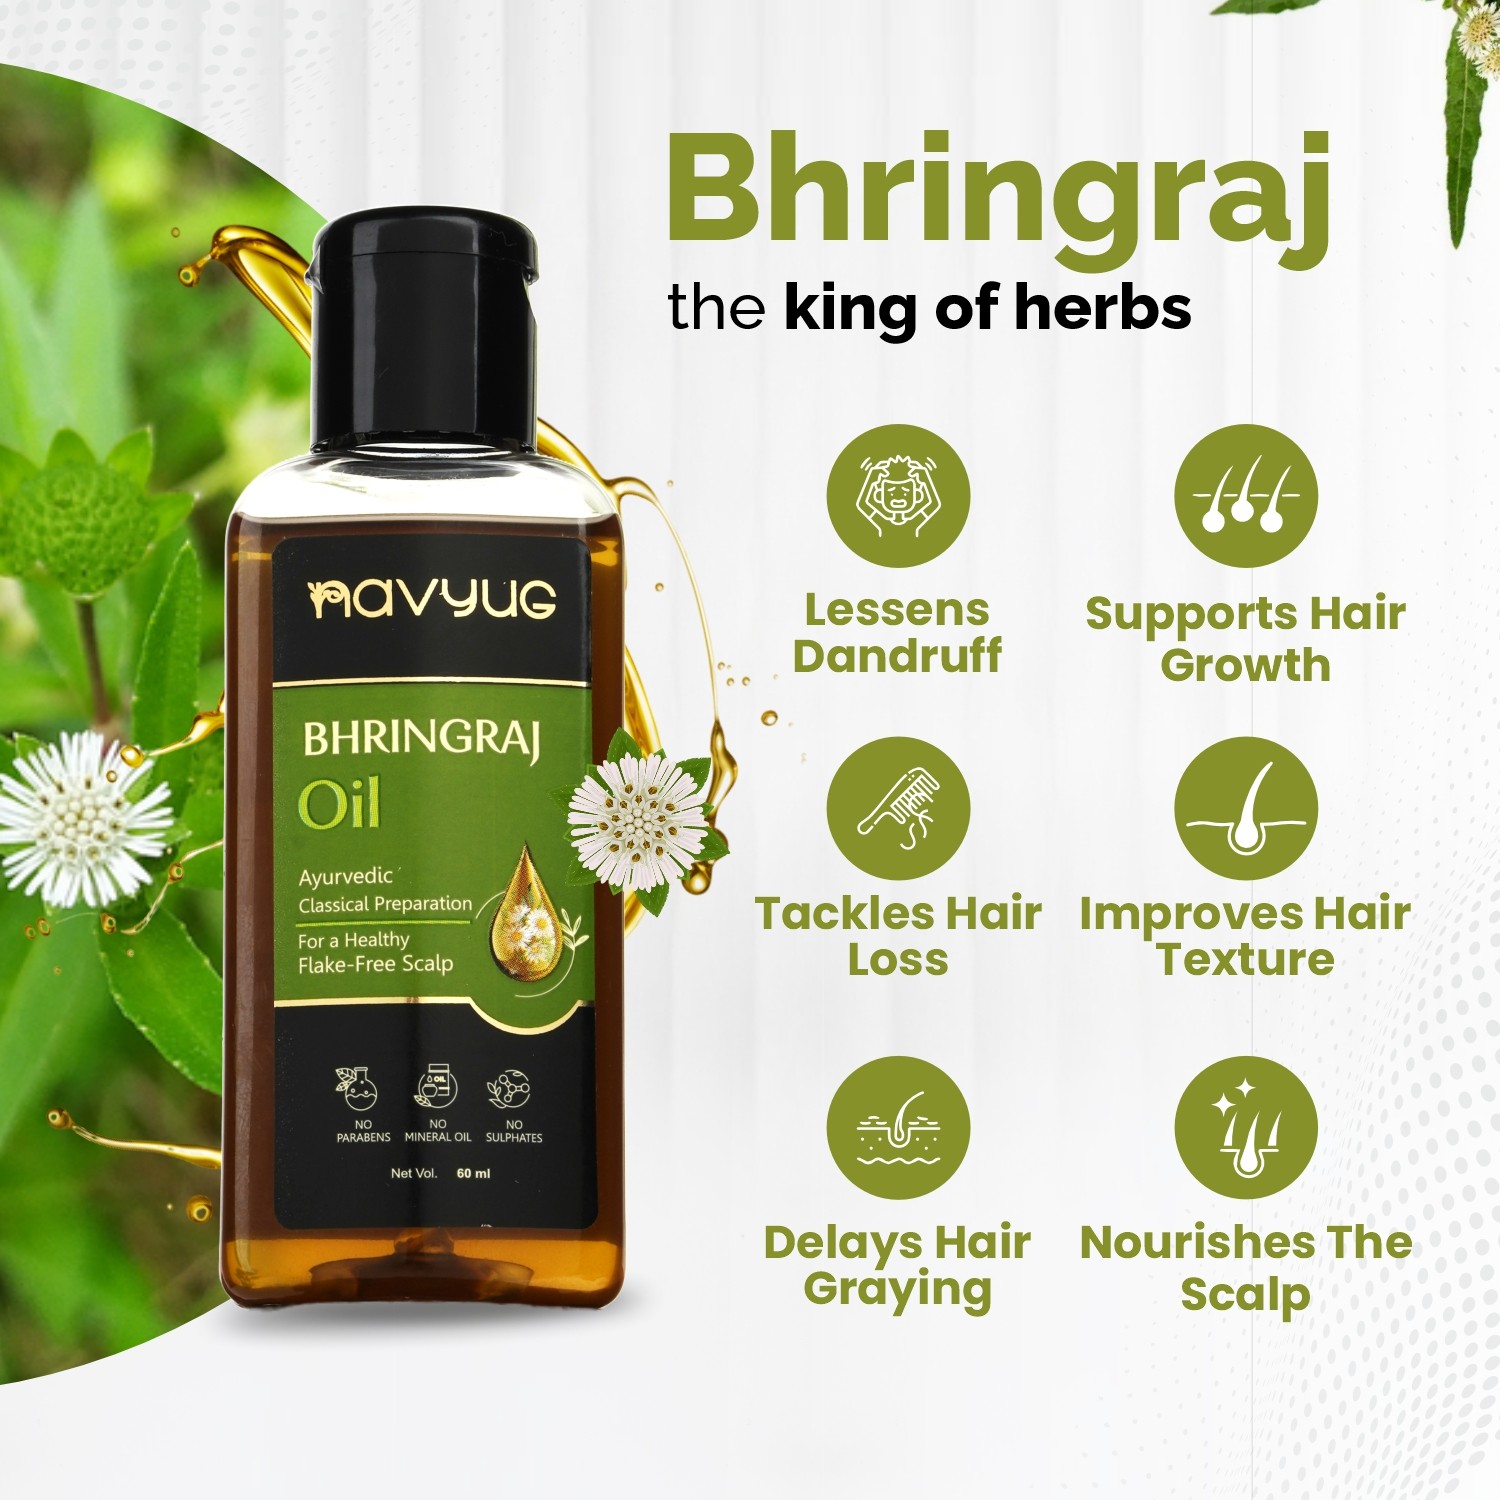 Bhringraj
the king of herbs
navyug
BHRINGRAJ
Oil
Ayurvedic
Classical Preparation
For a Healthy
Flake-Free Scalp
OIL
NO
PARABENS
NO
MINERAL OIL
NO
SULPHATES
Net Vol. 60 ml
Lessens
Dandruff
Supports Hair
Growth
Tackles Hair
Loss
Improves Hair
Texture
Delays Hair
Graying
Nourishes The
Scalp